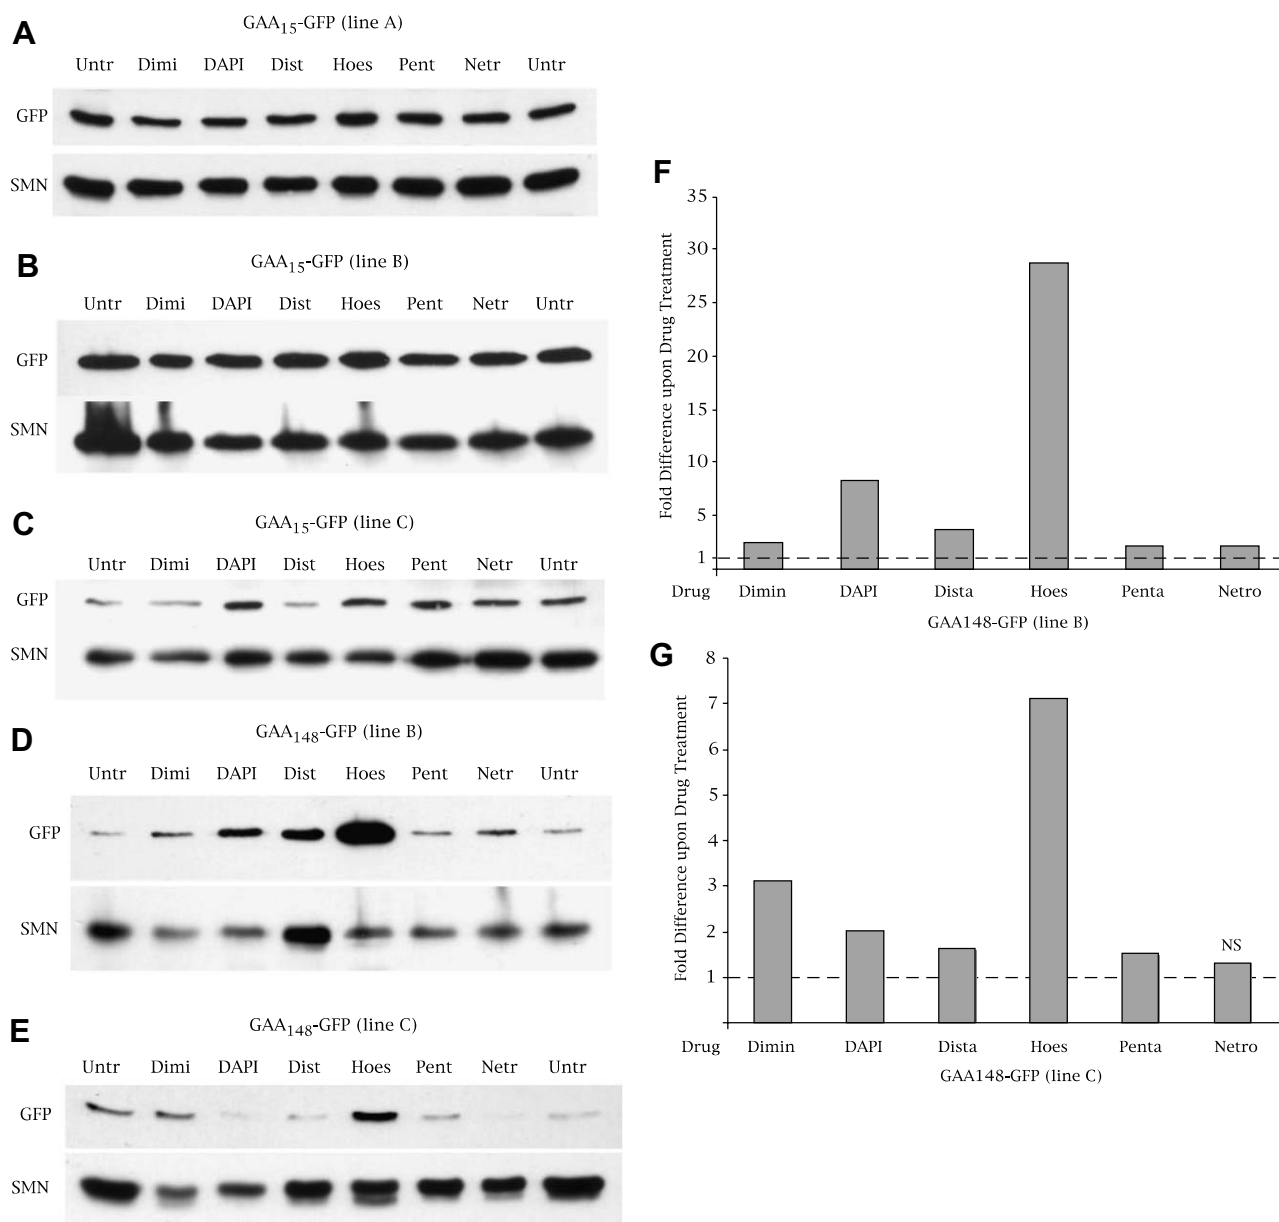 A
GAA15-GFP (line A)
Untr Dimi DAPI Dist Hoes Pent Netr Untr
GFP
SMN
B
GAA15-GFP (line B)
Untr Dimi DAPI Dist Hoes Pent Netr Untr
GFP
SMN
C
GAA15-GFP (line C)
Untr Dimi DAPI Dist Hoes Pent Netr Untr
GFP
SMN
D
GAA148-GFP (line B)
Untr Dimi DAPI Dist Hoes Pent Netr Untr
GFP
SMN
E
GAA148-GFP (line C)
Untr Dimi DAPI Dist Hoes Pent Netr Untr
GFP
SMN
F
Fold Difference upon Drug Treatment
35
30
25
20
15
10
5
1
Drug Dimin DAPI Dista Hoes Penta Netro
GAA148-GFP (line B)
G
Fold Difference upon Drug Treatment
8
7
6
5
4
3
2
1
NS
Drug Dimin DAPI Dista Hoes Penta Netro
GAA148-GFP (line C)